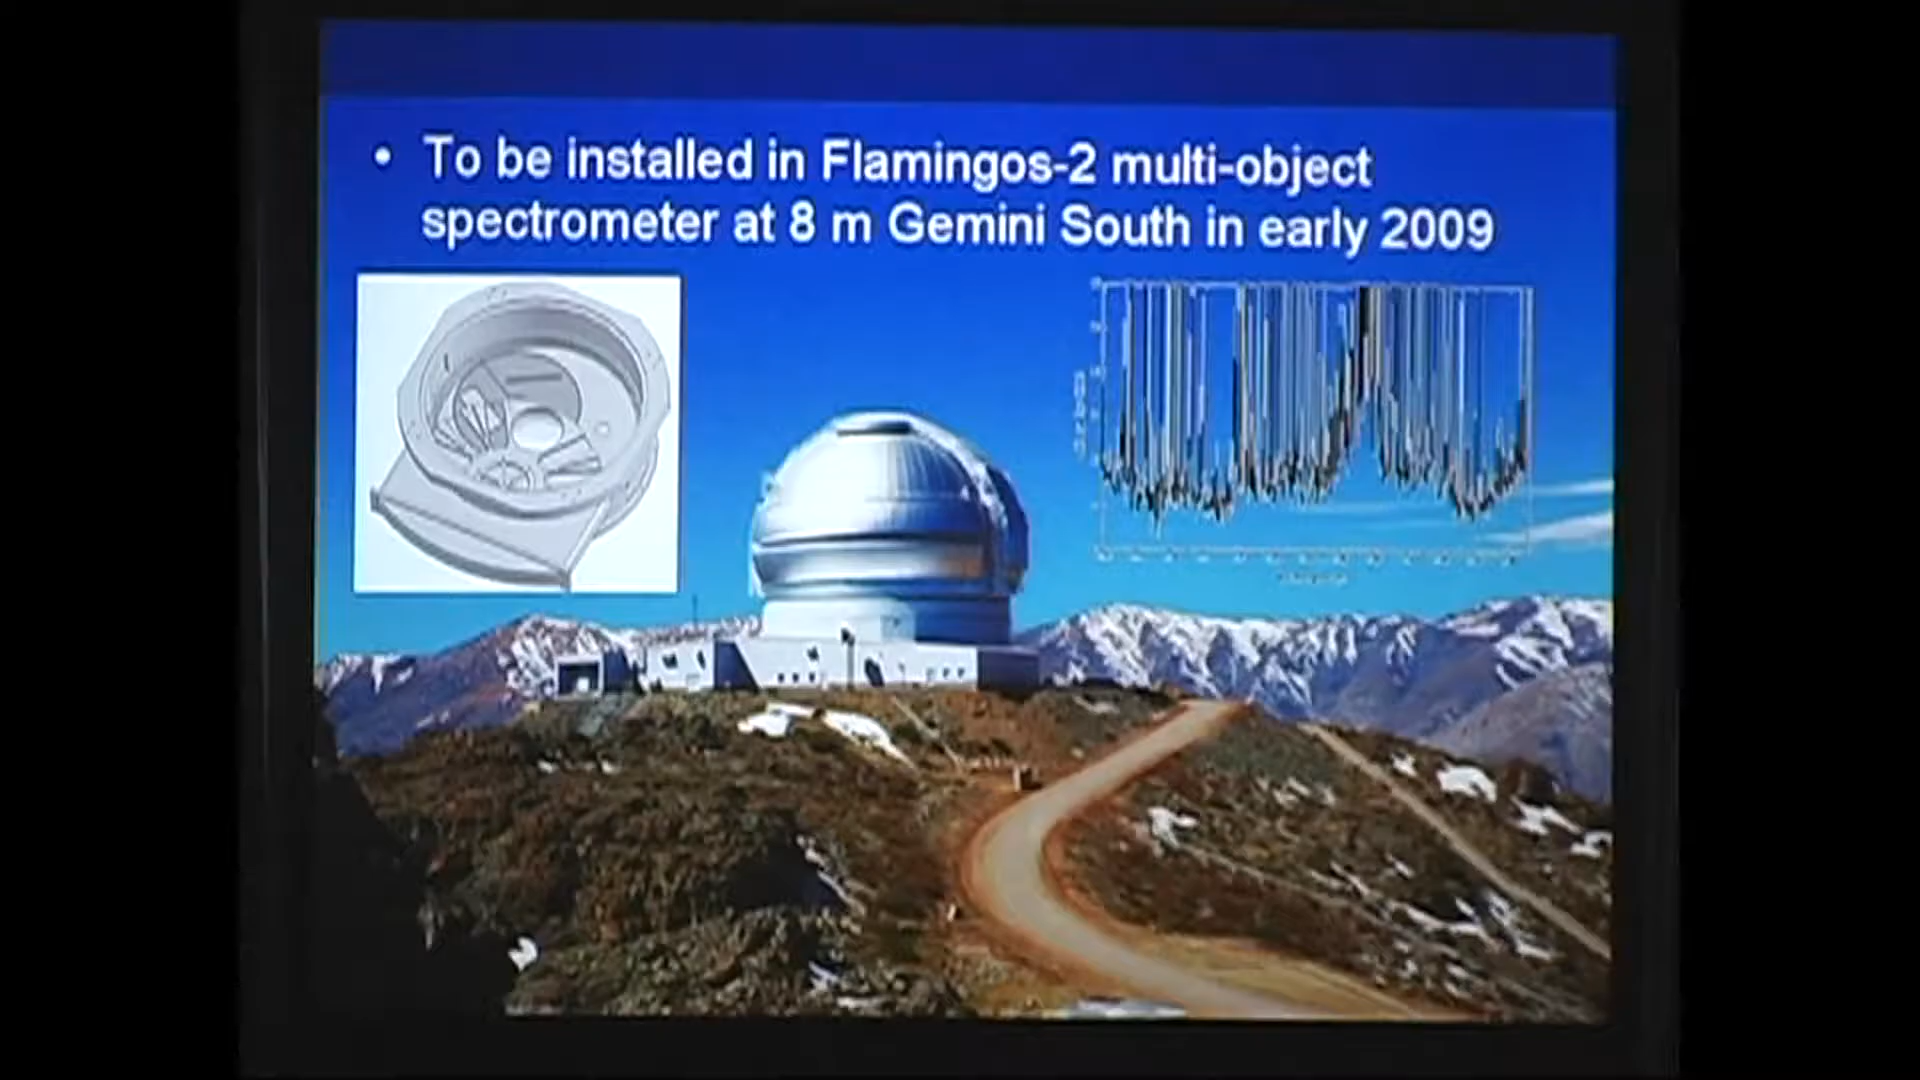 • To be installed in Flamingos-2 multi-object
spectrometer at 8 m Gemini South in early 2009